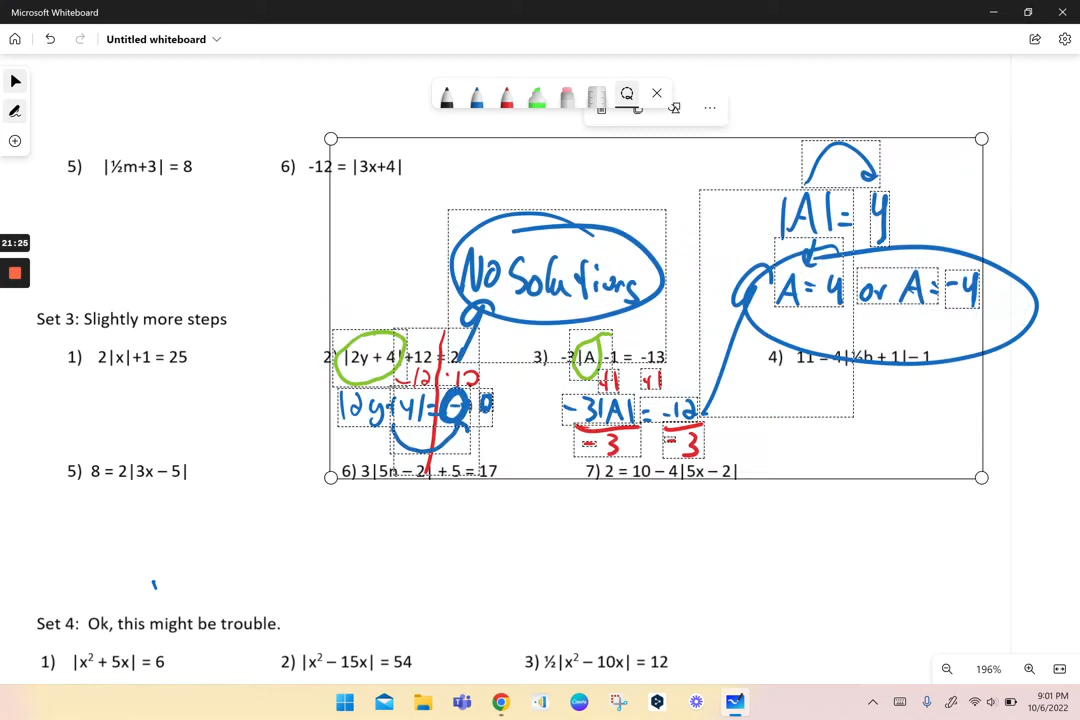 Microsoft Whiteboard
Untitled whiteboard
5) |½m+3| = 8
6) -12 = |3x+4|
|A| = 4
21:25
No Solutions
A = 4 or A = -4
Set 3: Slightly more steps
1) 2|x|+1 = 25
2) |2y + 4|+12 = 2
3) -3|A|-1 = -13
4) 11 = 4|½b + 1|− 1
-12 -12
+1 +1
|2y+4| =
-3|A| = -12
-3 -3
5) 8 = 2|3x − 5|
6) 3|5n − 2| + 5 = 17
7) 2 = 10 − 4|5x − 2|
Set 4: Ok, this might be trouble.
1) |x² + 5x| = 6
2) |x² − 15x| = 54
3) ½|x² − 10x| = 12
196%
9:01 PM
10/6/2022